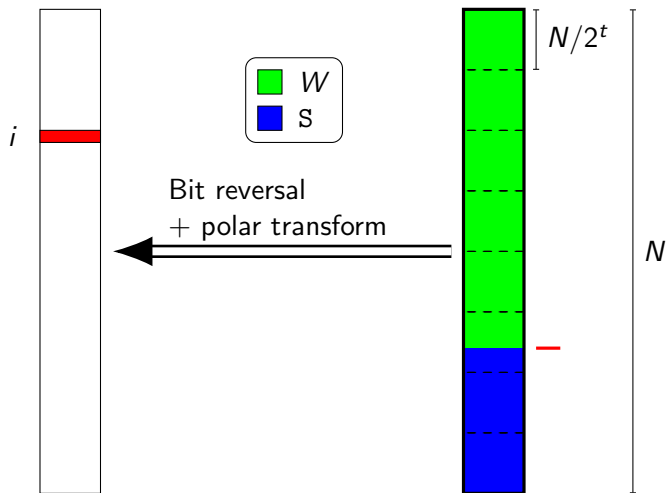 N/2^t
W
S
i
Bit reversal
+ polar transform
N